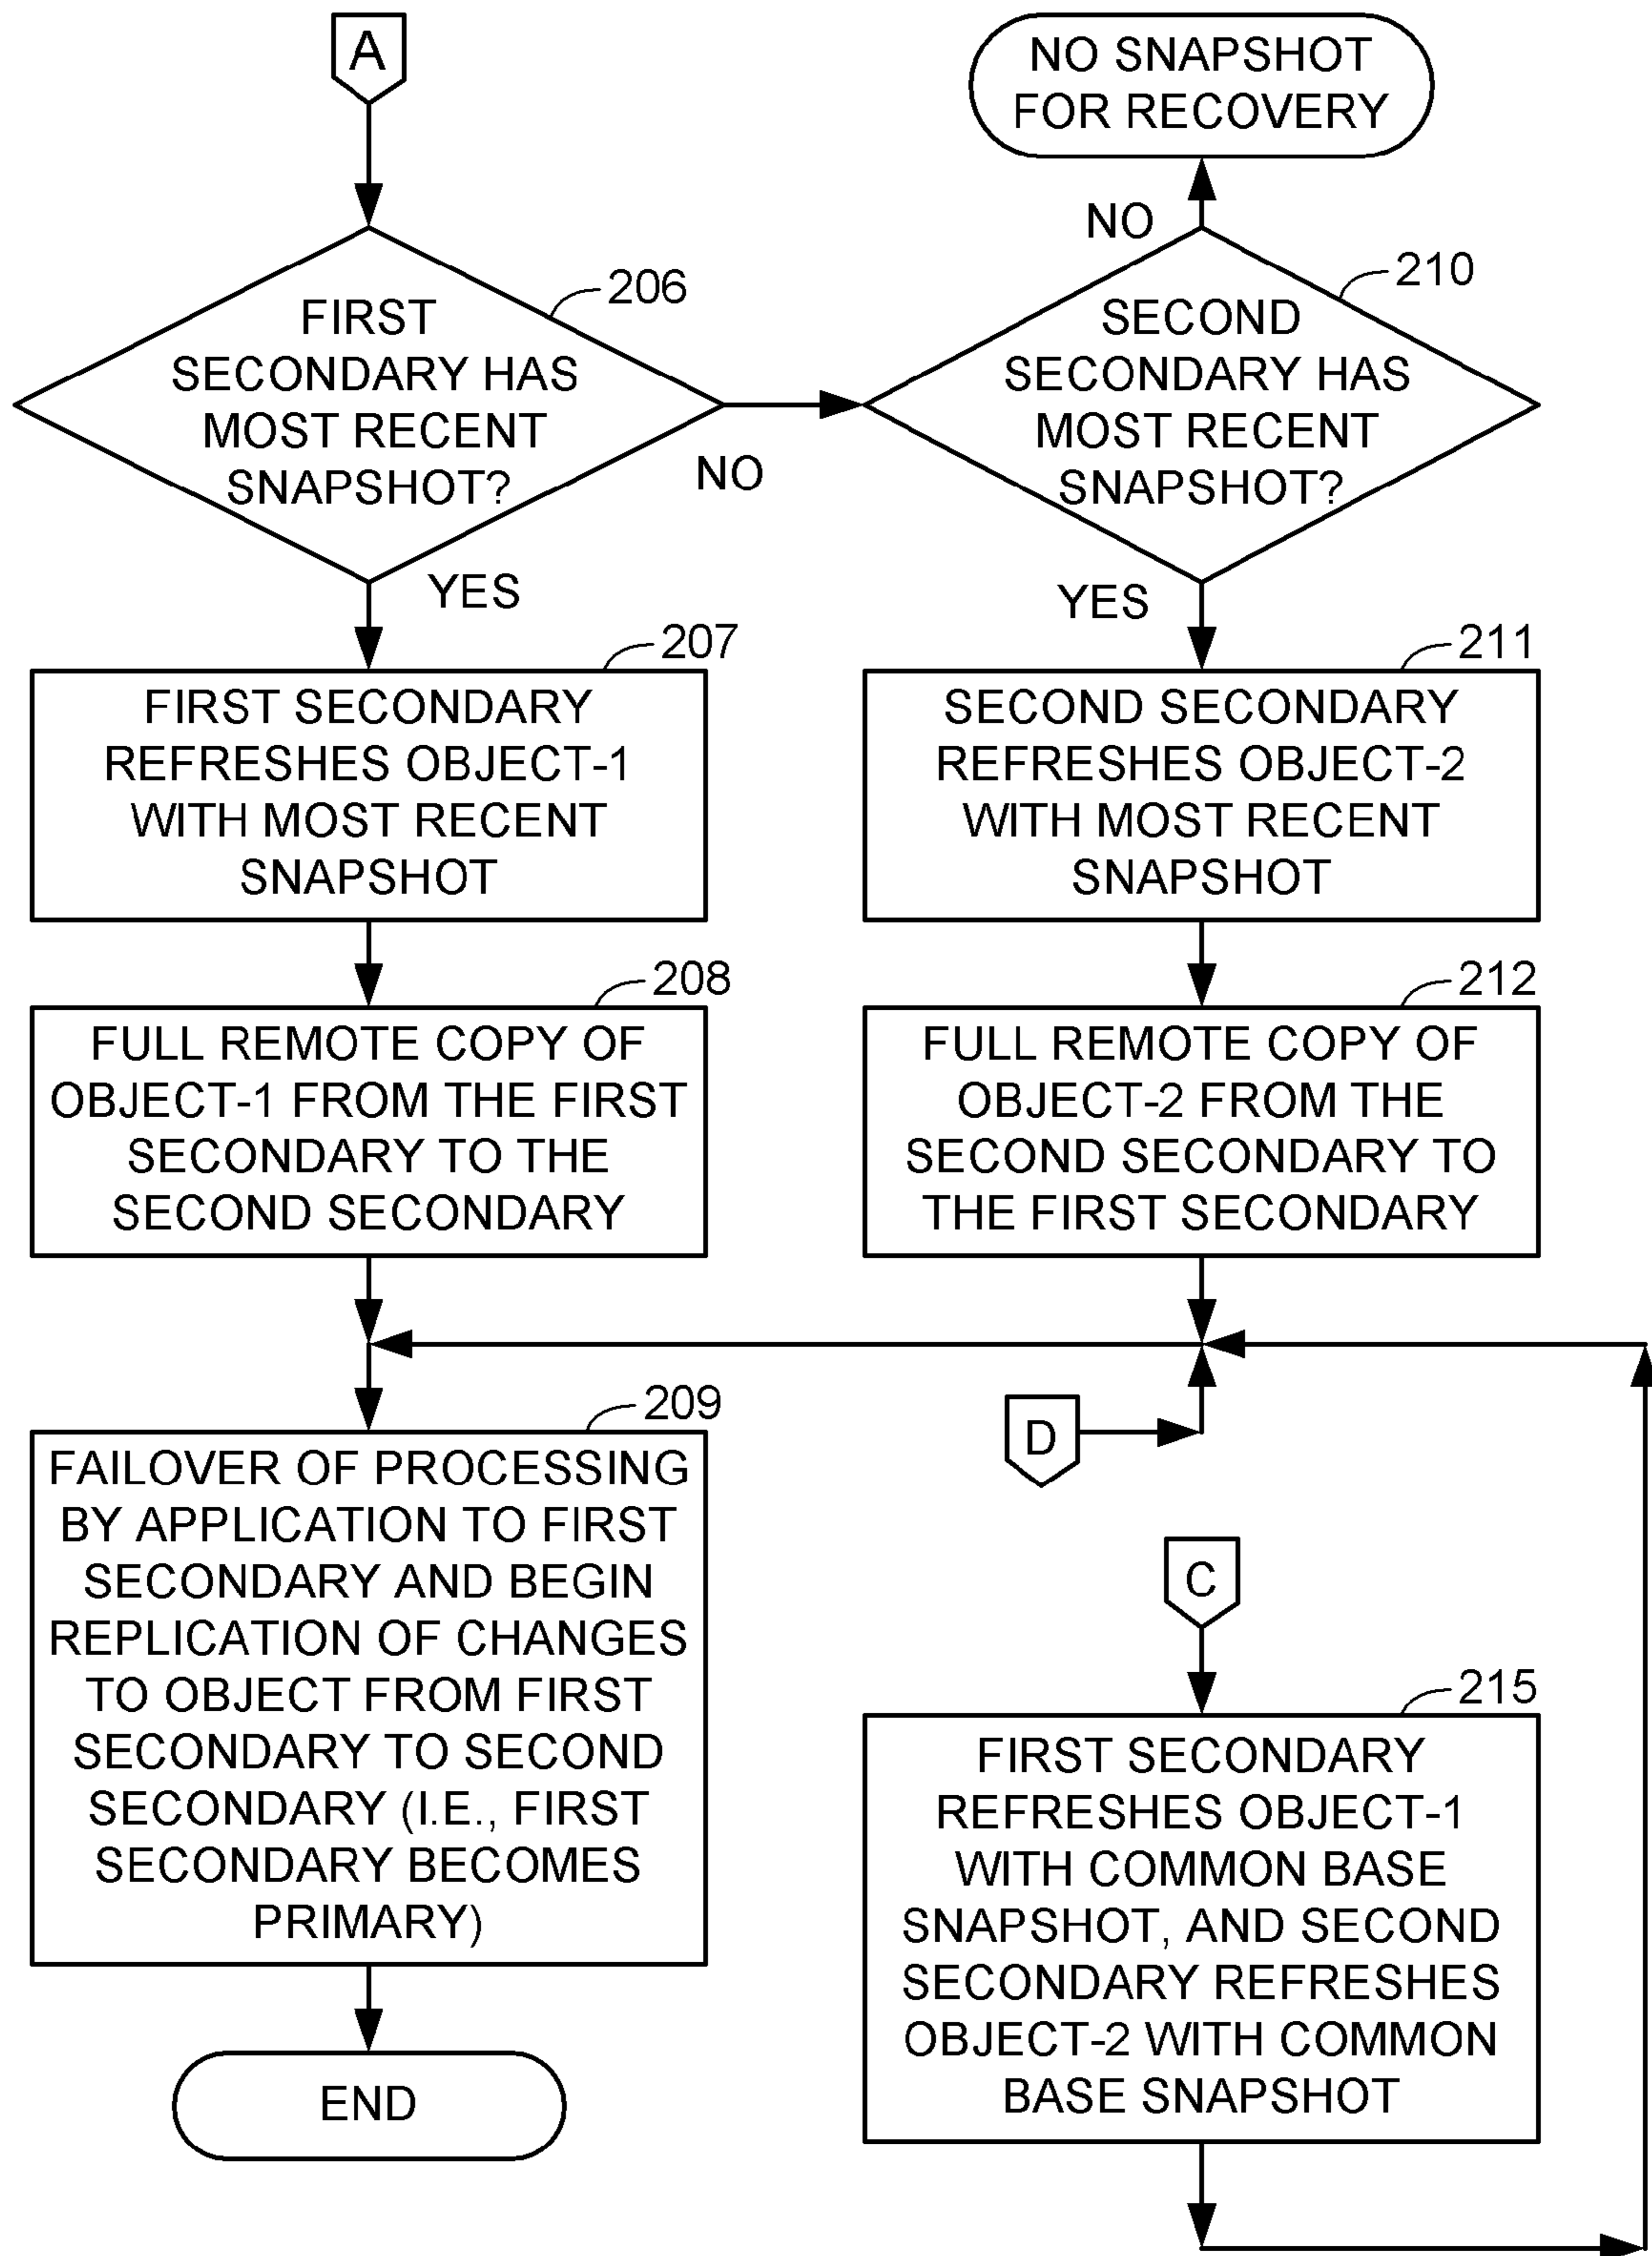 A
NO SNAPSHOT
FOR RECOVERY
NO
206
FIRST
SECONDARY HAS
MOST RECENT
SNAPSHOT?
NO
YES
210
SECOND
SECONDARY HAS
MOST RECENT
SNAPSHOT?
YES
207
FIRST SECONDARY
REFRESHES OBJECT-1
WITH MOST RECENT
SNAPSHOT
211
SECOND SECONDARY
REFRESHES OBJECT-2
WITH MOST RECENT
SNAPSHOT
208
FULL REMOTE COPY OF
OBJECT-1 FROM THE FIRST
SECONDARY TO THE
SECOND SECONDARY
212
FULL REMOTE COPY OF
OBJECT-2 FROM THE
SECOND SECONDARY TO
THE FIRST SECONDARY
209
FAILOVER OF PROCESSING
BY APPLICATION TO FIRST
SECONDARY AND BEGIN
REPLICATION OF CHANGES
TO OBJECT FROM FIRST
SECONDARY TO SECOND
SECONDARY (I.E., FIRST
SECONDARY BECOMES
PRIMARY)
END
D
C
215
FIRST SECONDARY
REFRESHES OBJECT-1
WITH COMMON BASE
SNAPSHOT, AND SECOND
SECONDARY REFRESHES
OBJECT-2 WITH COMMON
BASE SNAPSHOT